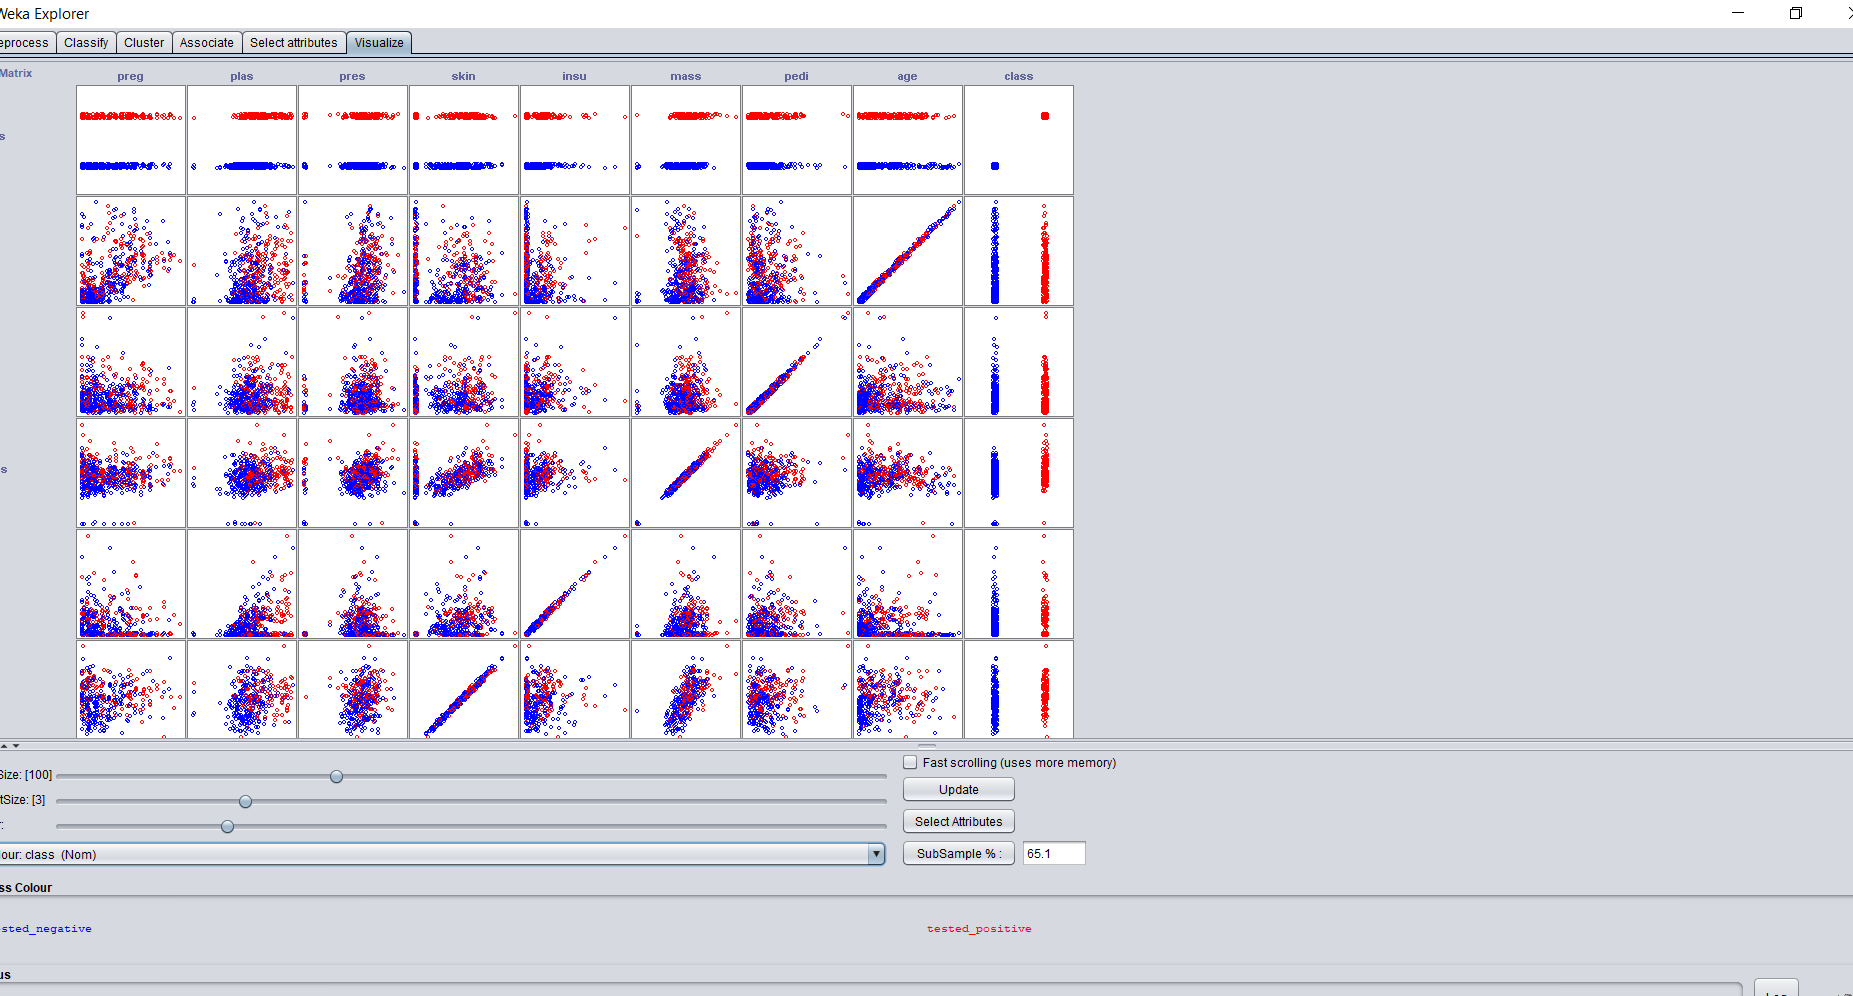 Weka Explorer
eprocess Classify Cluster Associate Select attributes Visualize
Matrix preg plas pres skin insu mass pedi age class
s
s
Size: [100]
tSize: [3]
r:
lour: class (Nom)
Fast scrolling (uses more memory)
Update
Select Attributes
SubSample % : 65.1
ss Colour
sted_negative tested_positive
us